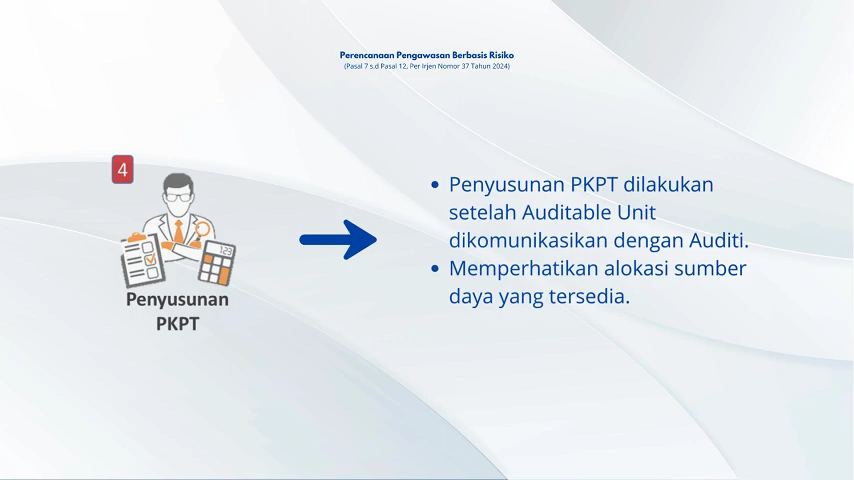 Perencanaan Pengawasan Berbasis Risiko
(Pasal 7 s.d Pasal 12, Per Irjen Nomor 37 Tahun 2024)
4
123
Penyusunan
PKPT
• Penyusunan PKPT dilakukan
setelah Auditable Unit
dikomunikasikan dengan Auditi.
• Memperhatikan alokasi sumber
daya yang tersedia.